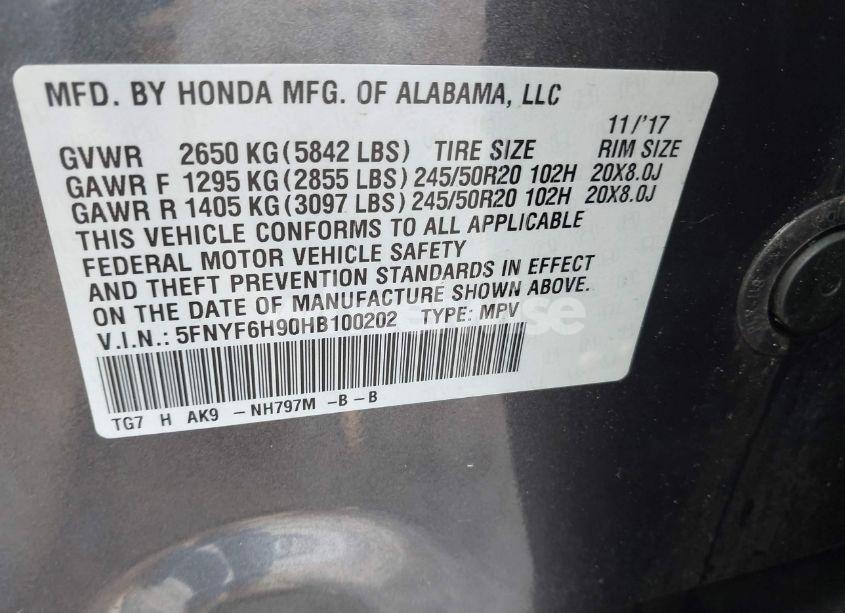 MFD. BY HONDA MFG. OF ALABAMA, LLC
11/'17
GVWR 2650 KG (5842 LBS) TIRE SIZE RIM SIZE
GAWR F 1295 KG (2855 LBS) 245/50R20 102H 20X8.0J
GAWR R 1405 KG (3097 LBS) 245/50R20 102H 20X8.0J
THIS VEHICLE CONFORMS TO ALL APPLICABLE
FEDERAL MOTOR VEHICLE SAFETY
AND THEFT PREVENTION STANDARDS IN EFFECT
ON THE DATE OF MANUFACTURE SHOWN ABOVE.
V.I.N.: 5FNYF6H90HB100202 TYPE: MPV
TG7 H AK9 - NH797M - B - B